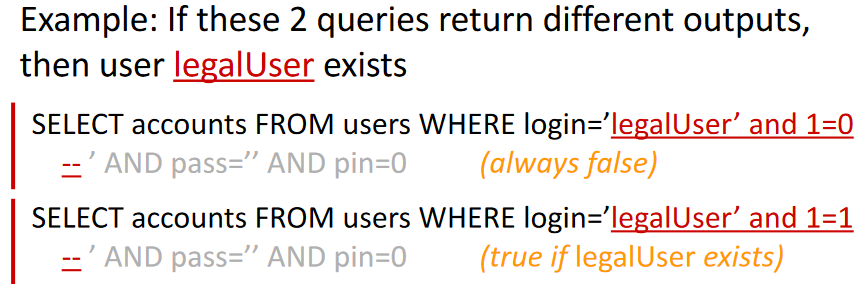 Example: If these 2 queries return different outputs,
then user legalUser exists
SELECT accounts FROM users WHERE login=’legalUser’ and 1=0
-- ’ AND pass=’’ AND pin=0 (always false)
SELECT accounts FROM users WHERE login=’legalUser’ and 1=1
-- ’ AND pass=’’ AND pin=0 (true if legalUser exists)